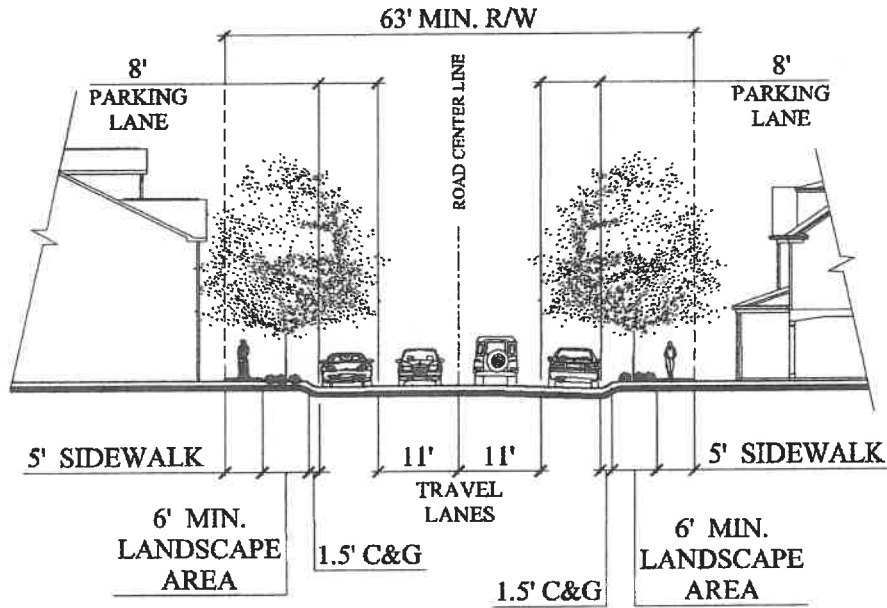 63' MIN. R/W
8'
PARKING
LANE
ROAD CENTER LINE
8'
PARKING
LANE
5' SIDEWALK
11' 11'
TRAVEL
LANES
5' SIDEWALK
6' MIN.
LANDSCAPE
AREA
1.5' C&G
1.5' C&G
6' MIN.
LANDSCAPE
AREA